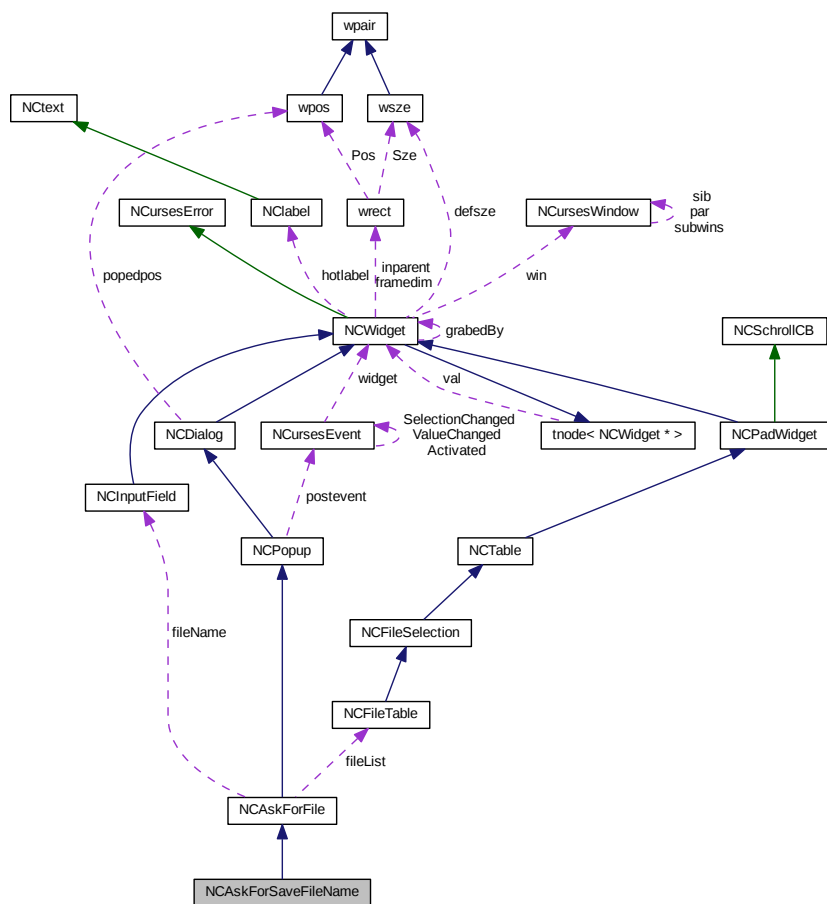 wpair
NCtext
wpos
wsze
Pos
Sze
NCursesError
NClabel
wrect
defsze
NCursesWindow
sib
par
subwins
popedpos
hotlabel
inparent
framedim
win
NCWidget
grabedBy
NCSchrollCB
widget
val
NCDialog
NCursesEvent
SelectionChanged
ValueChanged
Activated
tnode< NCWidget * >
NCPadWidget
NCInputField
postevent
NCPopup
NCTable
fileName
NCFileSelection
NCFileTable
fileList
NCAskForFile
NCAskForSaveFileName